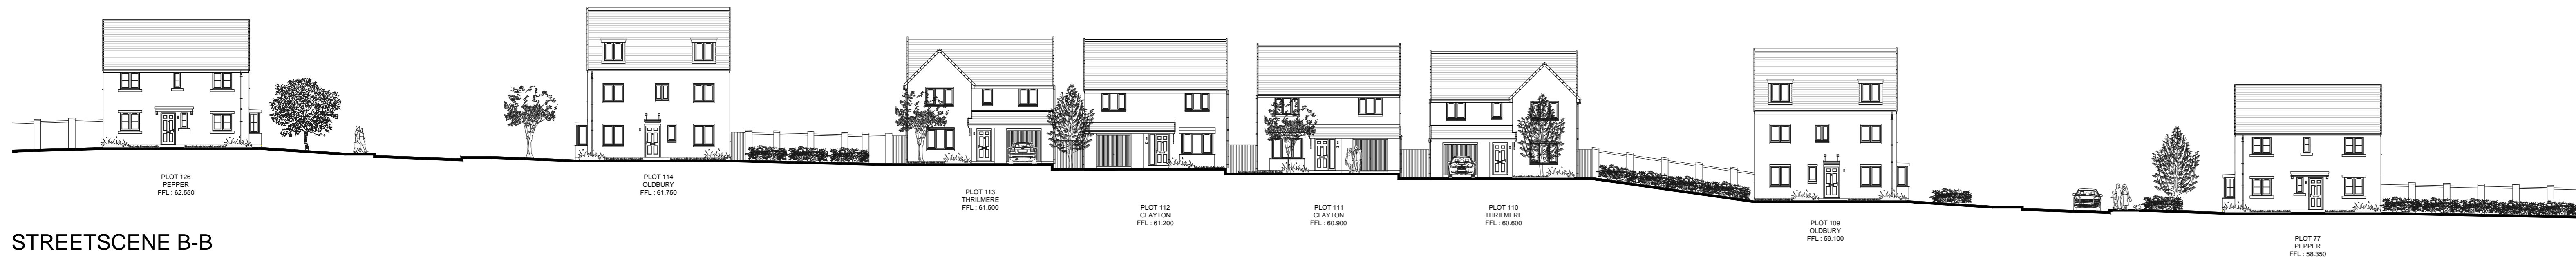 PLOT 126
PEPPER
FFL : 62.550
PLOT 114
OLDBURY
FFL : 61.750
PLOT 113
THRILMERE
FFL : 61.500
PLOT 112
CLAYTON
FFL : 61.200
PLOT 111
CLAYTON
FFL : 60.900
PLOT 110
THRILMERE
FFL : 60.600
PLOT 109
OLDBURY
FFL : 59.100
PLOT 77
PEPPER
FFL : 58.350
STREETSCENE B-B